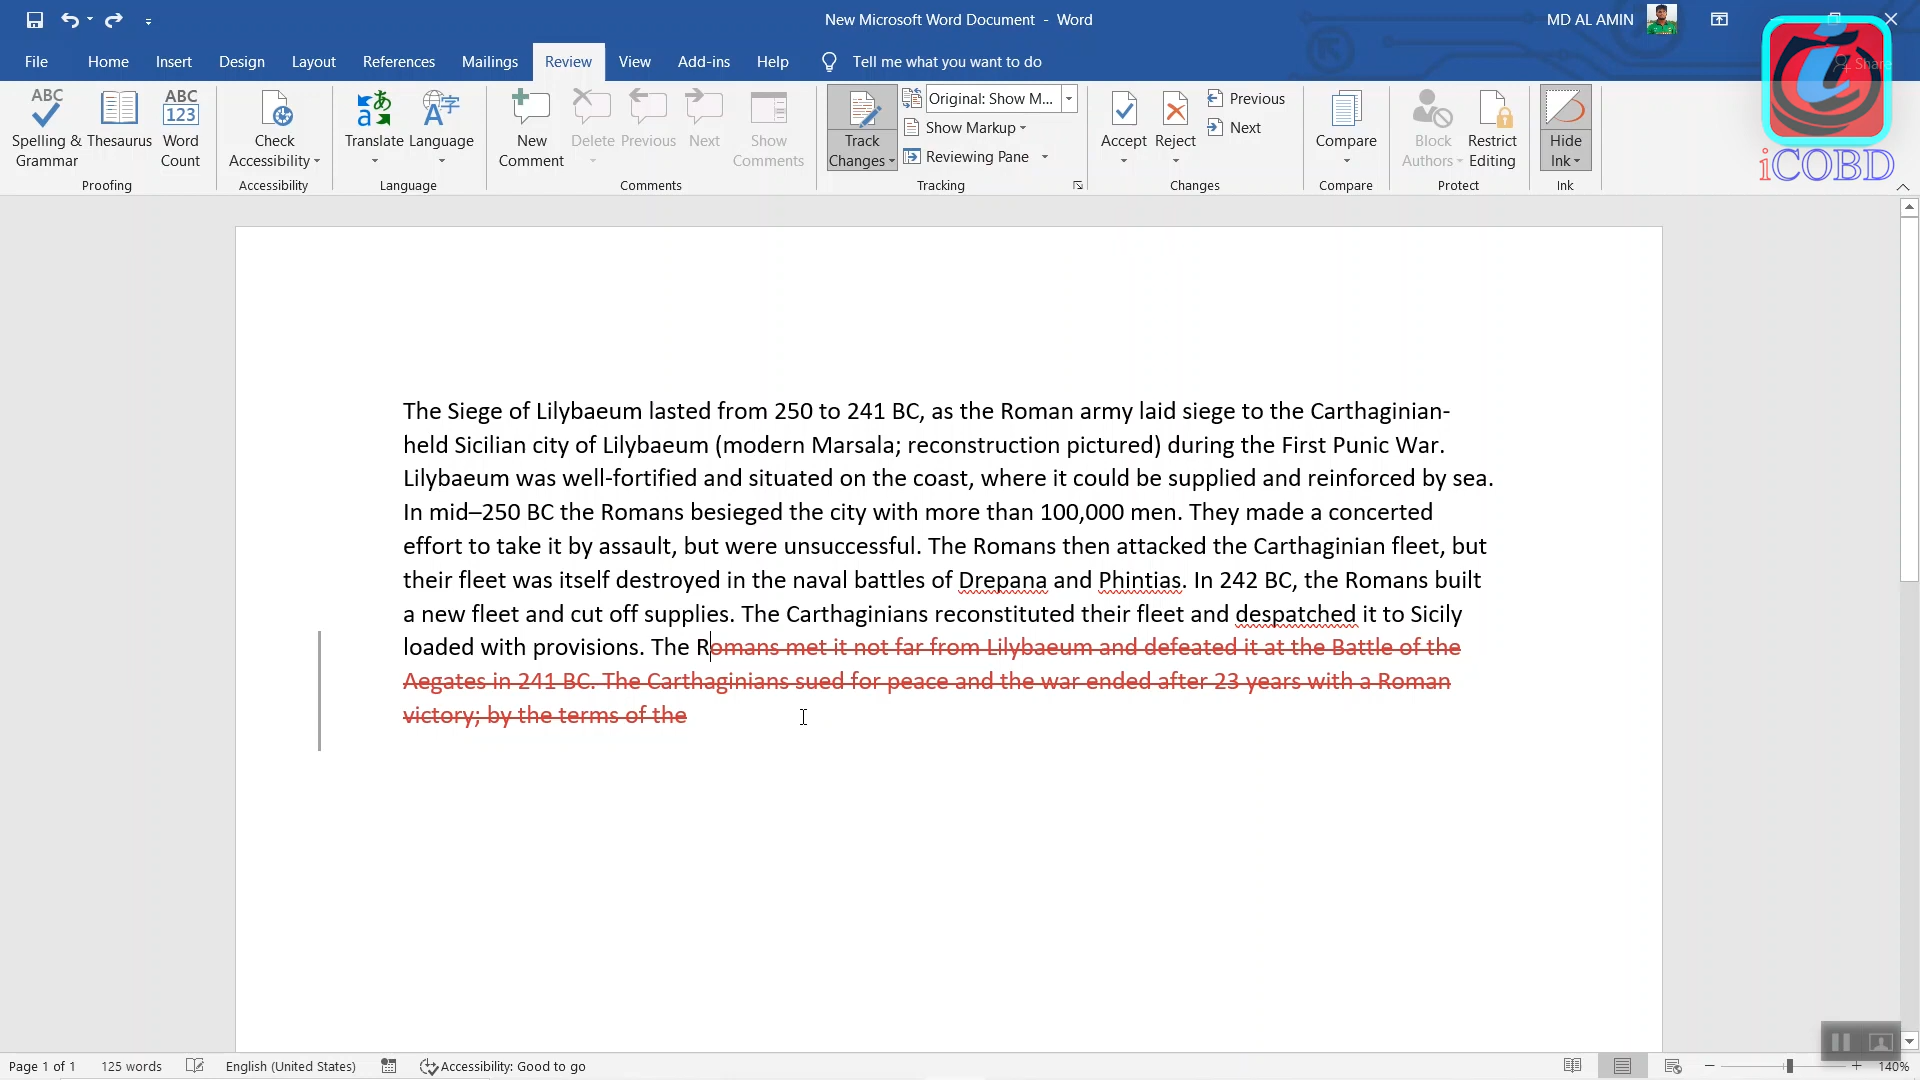 New Microsoft Word Document - Word
MD AL AMIN
File Home Insert Design Layout References Mailings Review View Add-ins Help Tell me what you want to do
Share
ABC
Spelling & Grammar
Thesaurus
ABC 123
Word Count
Proofing
Check Accessibility
Accessibility
Translate
Language
Language
New Comment
Delete
Previous
Next
Show Comments
Comments
Track Changes
Original: Show M...
Show Markup
Reviewing Pane
Tracking
Accept
Reject
Previous
Next
Changes
Compare
Compare
Block Authors
Restrict Editing
Protect
Hide Ink
Ink
iCOBD
The Siege of Lilybaeum lasted from 250 to 241 BC, as the Roman army laid siege to the Carthaginian-
held Sicilian city of Lilybaeum (modern Marsala; reconstruction pictured) during the First Punic War.
Lilybaeum was well-fortified and situated on the coast, where it could be supplied and reinforced by sea.
In mid–250 BC the Romans besieged the city with more than 100,000 men. They made a concerted
effort to take it by assault, but were unsuccessful. The Romans then attacked the Carthaginian fleet, but
their fleet was itself destroyed in the naval battles of Drepana and Phintias. In 242 BC, the Romans built
a new fleet and cut off supplies. The Carthaginians reconstituted their fleet and despatched it to Sicily
loaded with provisions. The Romans met it not far from Lilybaeum and defeated it at the Battle of the
Aegates in 241 BC. The Carthaginians sued for peace and the war ended after 23 years with a Roman
victory; by the terms of the
Page 1 of 1 125 words English (United States) Accessibility: Good to go 140%